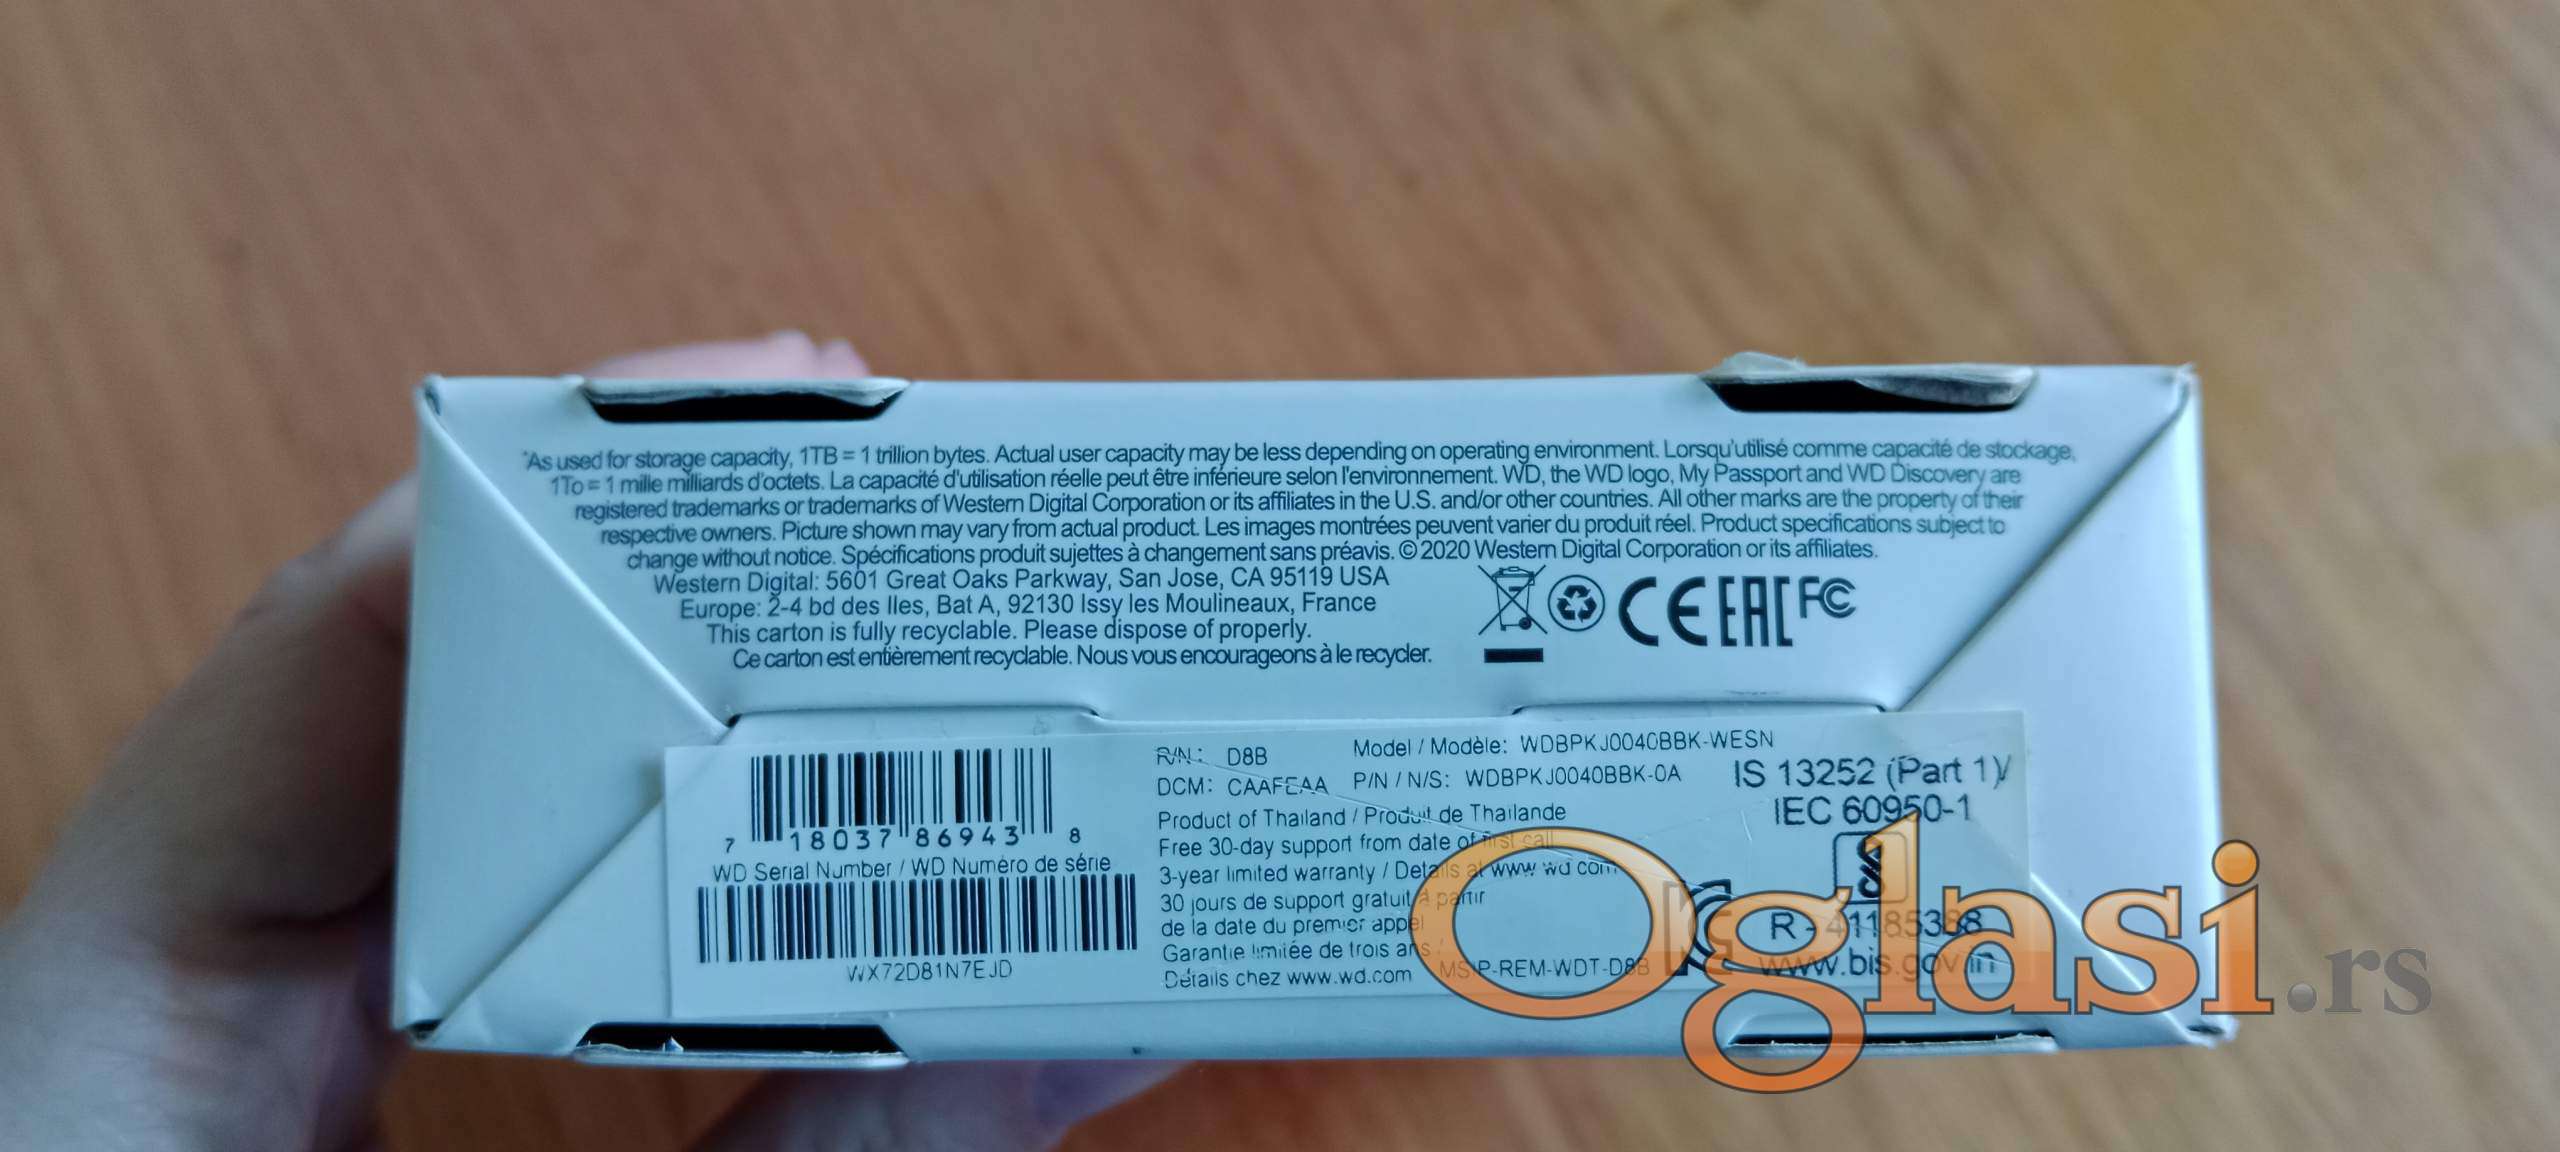 *As used for storage capacity, 1TB = 1 trillion bytes. Actual user capacity may be less depending on operating environment. Lorsqu'utilisé comme capacité de stockage,
1To = 1 mille milliards d'octets. La capacité d'utilisation réelle peut être inférieure selon l'environnement. WD, the WD logo, My Passport and WD Discovery are
registered trademarks or trademarks of Western Digital Corporation or its affiliates in the U.S. and/or other countries. All other marks are the property of their
respective owners. Picture shown may vary from actual product. Les images montrées peuvent varier du produit réel. Product specifications subject to
change without notice. Spécifications produit sujettes à changement sans préavis. © 2020 Western Digital Corporation or its affiliates.
Western Digital: 5601 Great Oaks Parkway, San Jose, CA 95119 USA
Europe: 2-4 bd des Iles, Bat A, 92130 Issy les Moulineaux, France
This carton is fully recyclable. Please dispose of properly.
Ce carton est entièrement recyclable. Nous vous encourageons à le recycler.
CE EAC FC
7 18037 86943 8
WD Serial Number / WD Numéro de série
WX72D81N7EJD
R/N: D8B
DCM: CAAFEAA
Model / Modèle: WDBPKJ0040BBK-WESN
P/N / N/S: WDBPKJ0040BBK-0A
Product of Thailand / Produit de Thaïlande
Free 30-day support from date of first call
3-year limited warranty / Details at www.wd.com
30 jours de support gratuit à partir
de la date du premier appel
Garantie limitée de trois ans /
Détails chez www.wd.com
MSIP-REM-WDT-D8B
IS 13252 (Part 1)/
IEC 60950-1
R - 41185388
www.bis.gov.in
Oglasi.rs